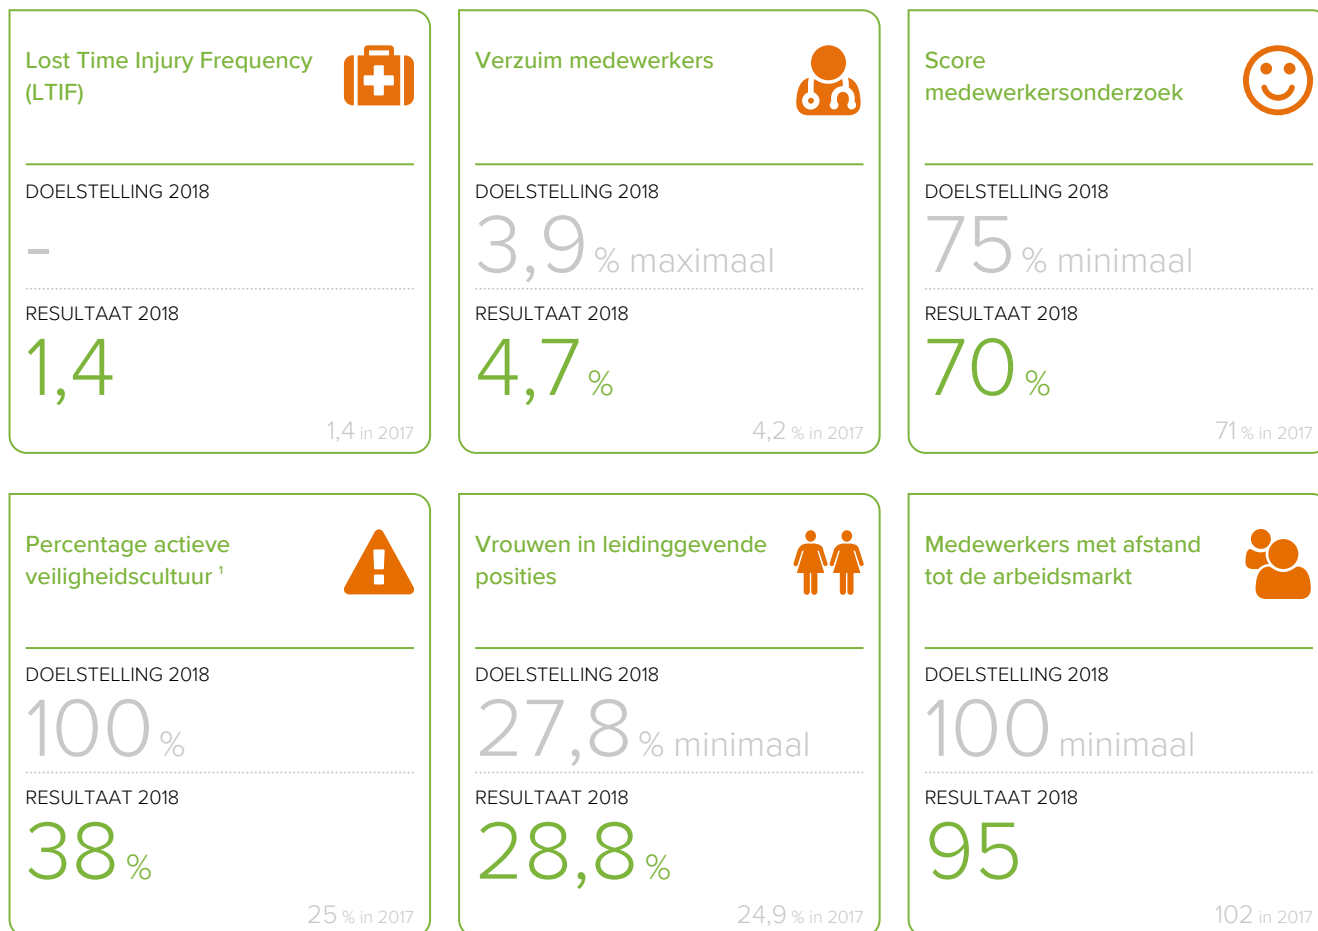 Lost Time Injury Frequency
(LTIF)
DOELSTELLING 2018
-
RESULTAAT 2018
1,4
1,4 in 2017
Verzuim medewerkers
DOELSTELLING 2018
3,9 % maximaal
RESULTAAT 2018
4,7 %
4,2 % in 2017
Score
medewerkersonderzoek
DOELSTELLING 2018
75 % minimaal
RESULTAAT 2018
70 %
71 % in 2017
Percentage actieve
veiligheidscultuur ¹
DOELSTELLING 2018
100 %
RESULTAAT 2018
38 %
25 % in 2017
Vrouwen in leidinggevende
posities
DOELSTELLING 2018
27,8 % minimaal
RESULTAAT 2018
28,8 %
24,9 % in 2017
Medewerkers met afstand
tot de arbeidsmarkt
DOELSTELLING 2018
100 minimaal
RESULTAAT 2018
95
102 in 2017